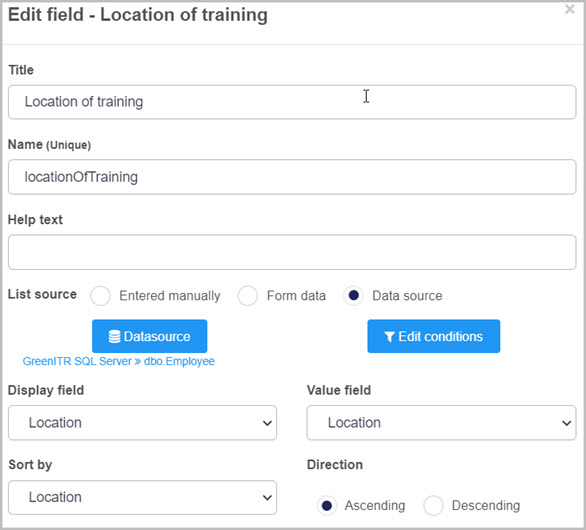 Edit field - Location of training
×
Title
Location of training
Name (Unique)
locationOfTraining
Help text
List source Entered manually Form data Data source
Datasource Edit conditions
GreenITR SQL Server » dbo.Employee
Display field Value field
Location Location
Sort by Direction
Location Ascending Descending